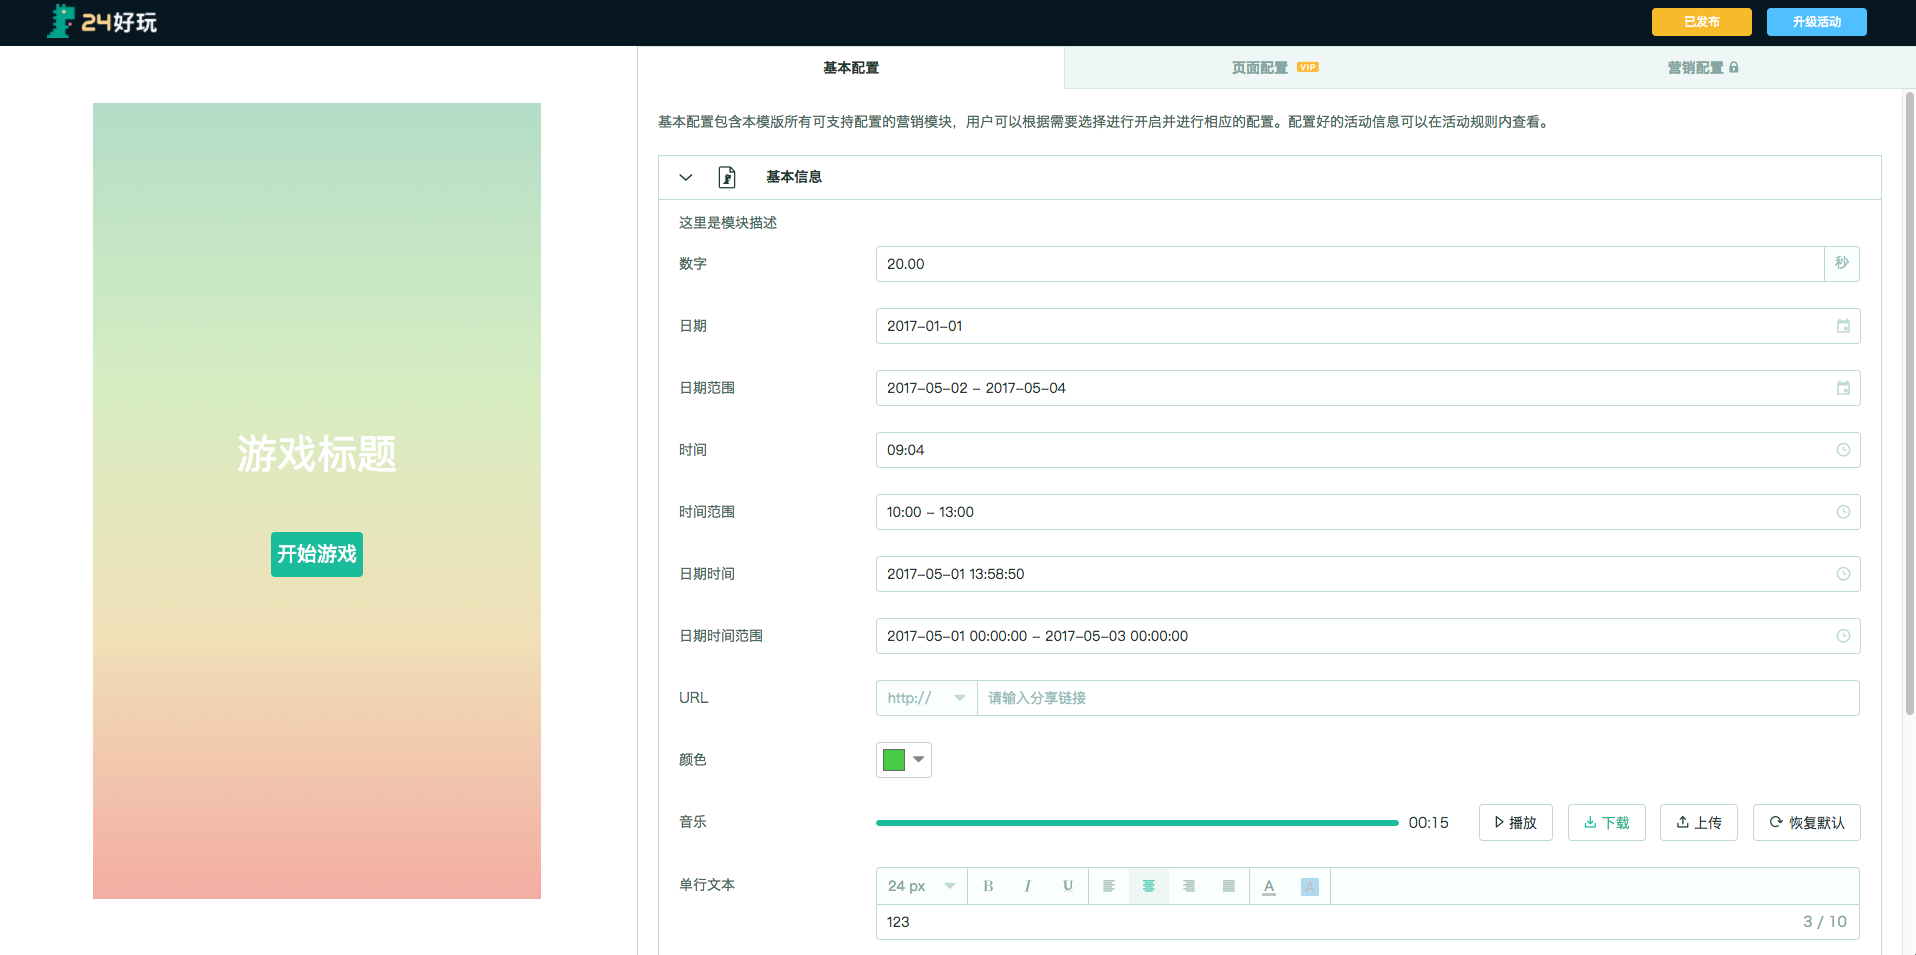 24好玩
已发布
升级活动
基本配置
页面配置 VIP
营销配置
基本配置包含本模版所有可支持配置的营销模块，用户可以根据需要选择进行开启并进行相应的配置。配置好的活动信息可以在活动规则内查看。
基本信息
这里是模块描述
数字
20.00
秒
日期
2017-01-01
日期范围
2017-05-02 - 2017-05-04
时间
09:04
时间范围
10:00 - 13:00
日期时间
2017-05-01 13:58:50
日期时间范围
2017-05-01 00:00:00 - 2017-05-03 00:00:00
URL
http://
请输入分享链接
颜色
音乐
00:15
播放
下载
上传
恢复默认
单行文本
24 px
B I U
A A
123
3 / 10
游戏标题
开始游戏